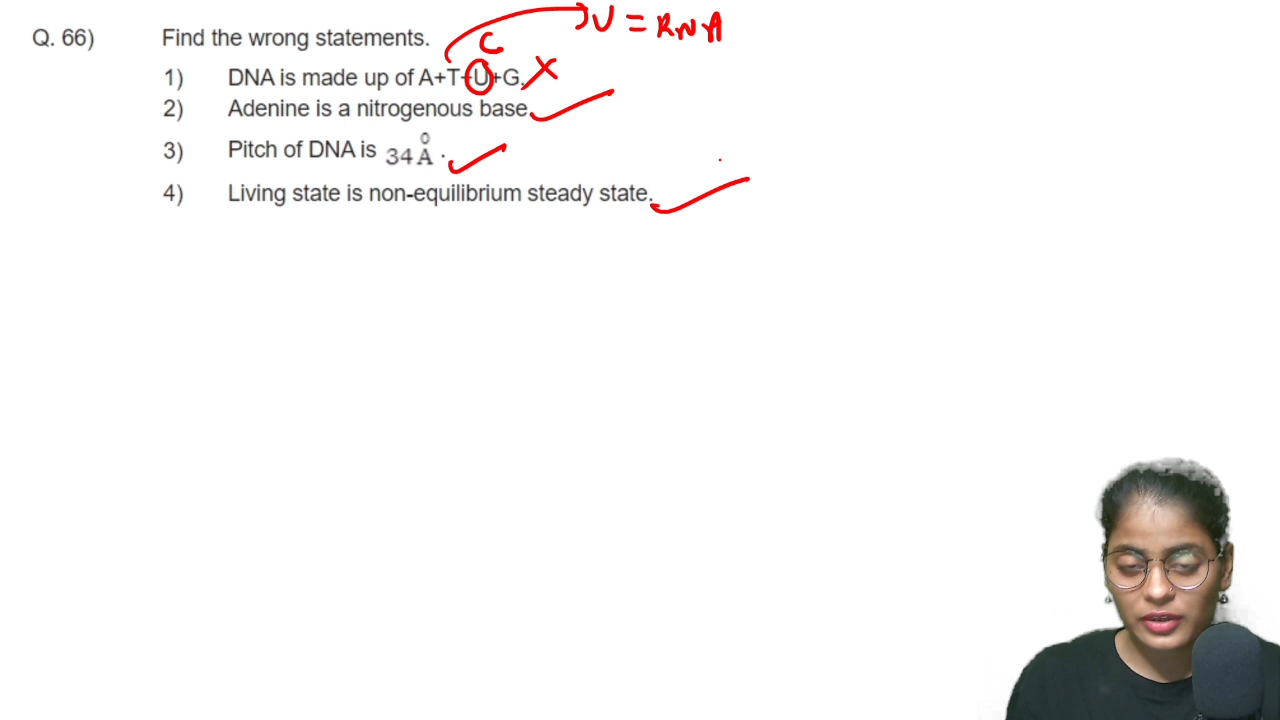 Q. 66) Find the wrong statements.
U = RNA
C
1) DNA is made up of A+T+U+G.
2) Adenine is a nitrogenous base.
3) Pitch of DNA is 34 Å .
4) Living state is non-equilibrium steady state.